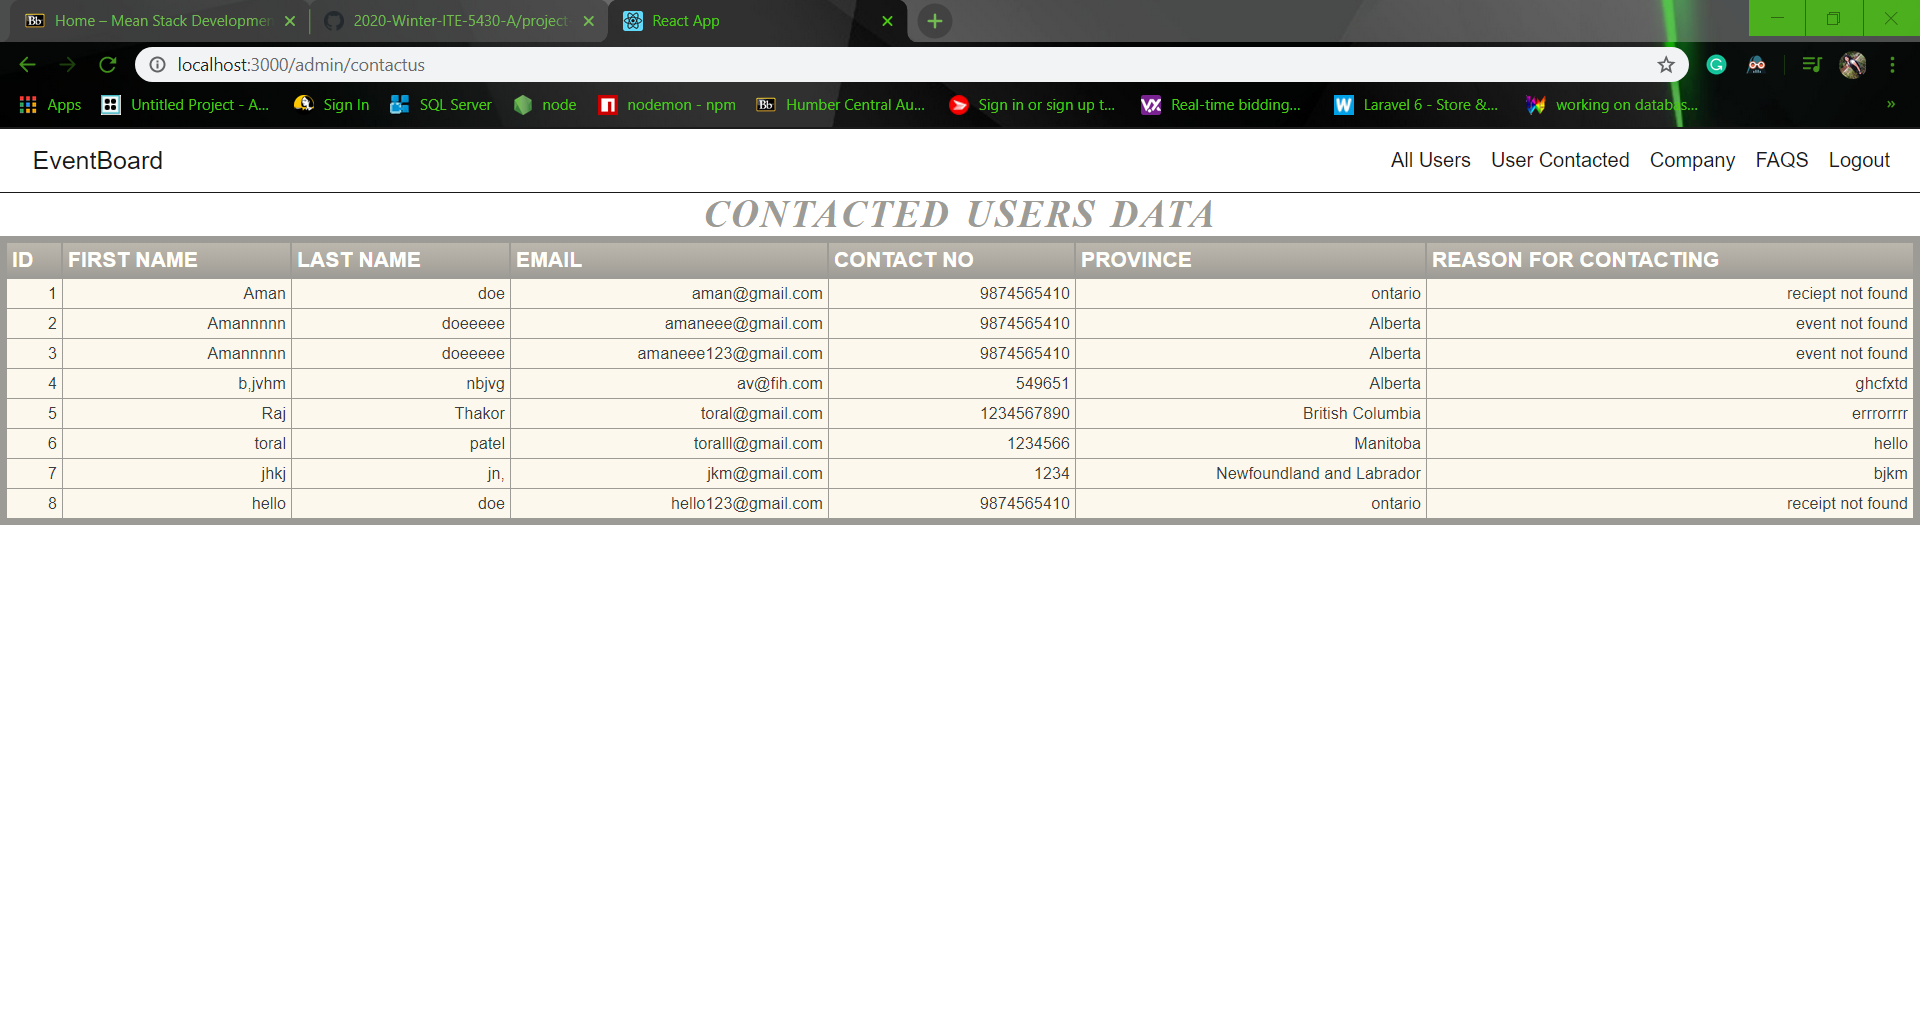 Home – Mean Stack Developmen
2020-Winter-ITE-5430-A/project-
React App
localhost:3000/admin/contactus
Apps Untitled Project - A... Sign In SQL Server node nodemon - npm Humber Central Au... Sign in or sign up t... Real-time bidding... Laravel 6 - Store &... working on databas... »
EventBoard All Users User Contacted Company FAQS Logout
CONTACTED USERS DATA
ID FIRST NAME LAST NAME EMAIL CONTACT NO PROVINCE REASON FOR CONTACTING
1 Aman doe aman@gmail.com 9874565410 ontario reciept not found
2 Amannnnn doeeeee amaneee@gmail.com 9874565410 Alberta event not found
3 Amannnnn doeeeee amaneee123@gmail.com 9874565410 Alberta event not found
4 b,jvhm nbjvg av@fih.com 549651 Alberta ghcfxtd
5 Raj Thakor toral@gmail.com 1234567890 British Columbia errrorrrr
6 toral patel toralll@gmail.com 1234566 Manitoba hello
7 jhkj jn, jkm@gmail.com 1234 Newfoundland and Labrador bjkm
8 hello doe hello123@gmail.com 9874565410 ontario receipt not found